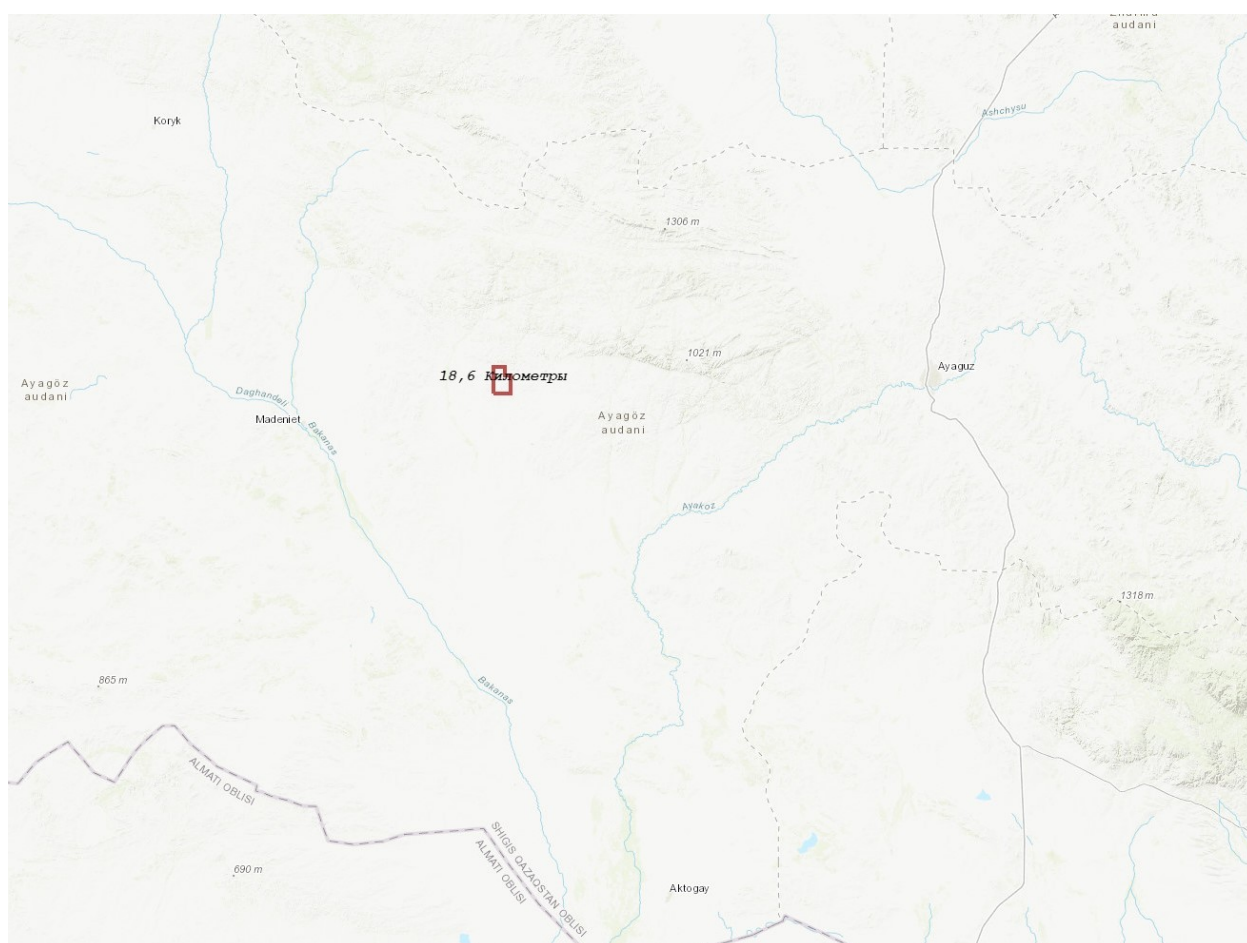 audani
Koryk
Ashchysu
1306 m
1021 m
Ayaguz
18,6 Километры
Ayagöz
audani
Daghandeli
Madeniet
Bakanas
Ayagöz
audani
Ayakoz
1318 m
865 m
Bakanas
ALMATI OBLISI
SHIGIS QAZAQSTAN OBLISI
ALMATI OBLISI
690 m
Aktogay